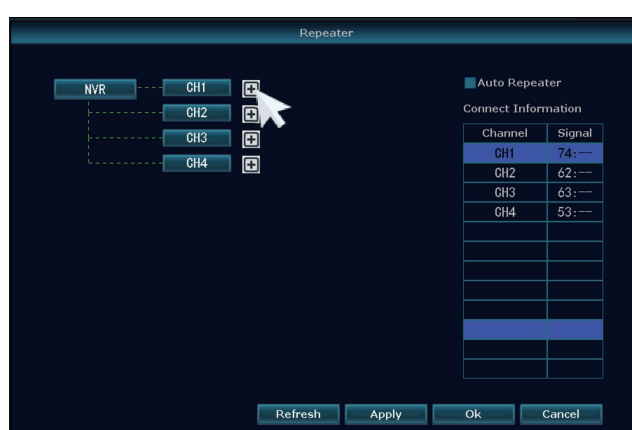 Repeater
NVR CH1
CH2
CH3
CH4
Auto Repeater
Connect Information
Channel Signal
CH1 74:--
CH2 62:--
CH3 63:--
CH4 53:--
Refresh Apply Ok Cancel